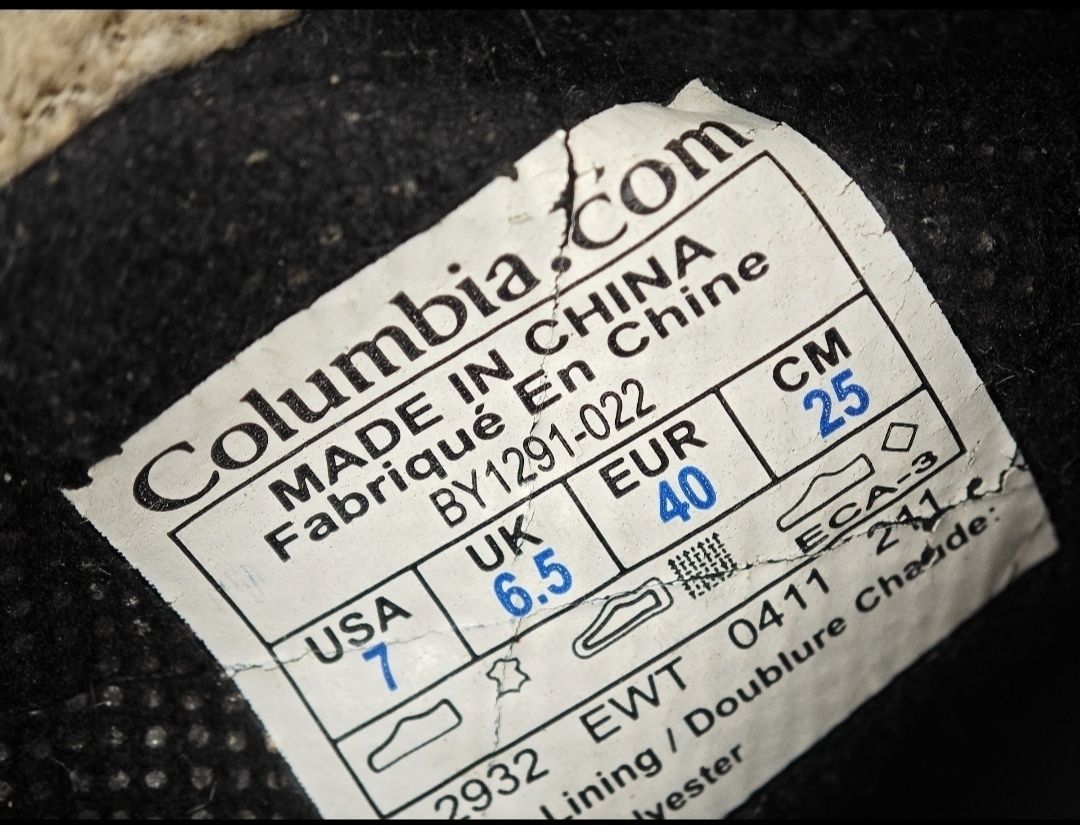 Columbia.com
MADE IN CHINA
Fabriqué En Chine
BY1291-022
USA UK EUR CM
7 6.5 40 25
ECA-3
2932 EWT 0411 211
Lining / Doublure Chaude: